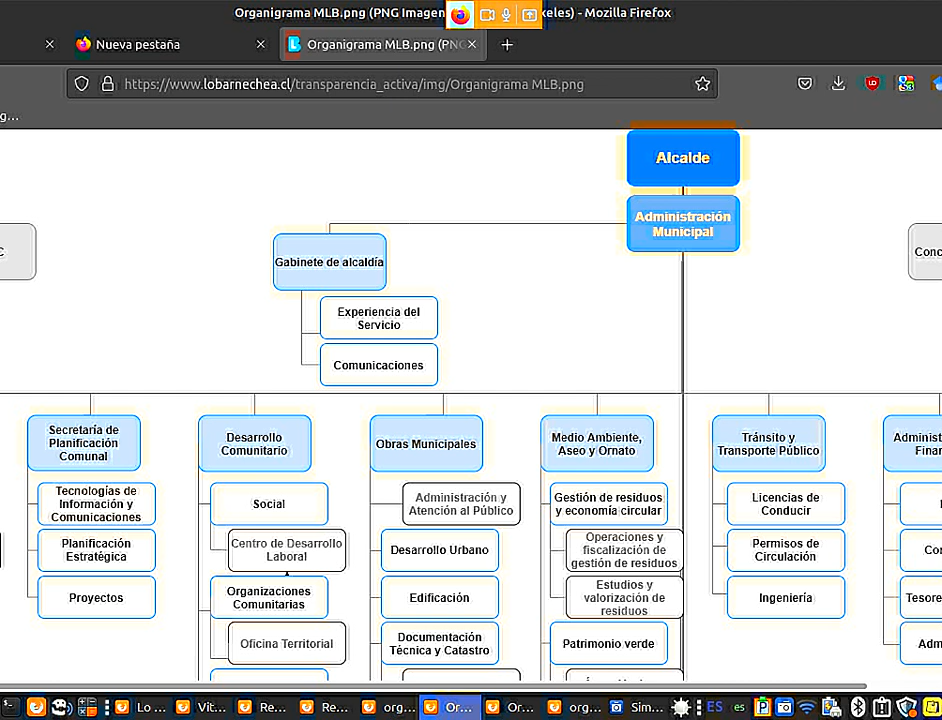 Organigrama MLB.png (PNG Imagen
keles) - Mozilla Firefox
Nueva pestaña
Organigrama MLB.png (PNG
https://www.lobarnechea.cl/transparencia_activa/img/Organigrama MLB.png
g...
Alcalde
Administración
Municipal
C
Conc
Gabinete de alcaldía
Experiencia del
Servicio
Comunicaciones
Secretaría de
Planificación
Comunal
Desarrollo
Comunitario
Obras Municipales
Medio Ambiente,
Aseo y Ornato
Tránsito y
Transporte Público
Administ
Finan
Tecnologías de
Información y
Comunicaciones
Planificación
Estratégica
Proyectos
Social
Centro de Desarrollo
Laboral
Organizaciones
Comunitarias
Oficina Territorial
Administración y
Atención al Público
Desarrollo Urbano
Edificación
Documentación
Técnica y Catastro
Gestión de residuos
y economía circular
Operaciones y
fiscalización de
gestión de residuos
Estudios y
valorización de
residuos
Patrimonio verde
Licencias de
Conducir
Permisos de
Circulación
Ingeniería
Con
Tesore
Adm
Lo ...
Vit...
Re...
Re...
org...
Or...
Or...
org...
Sim...
ES
es